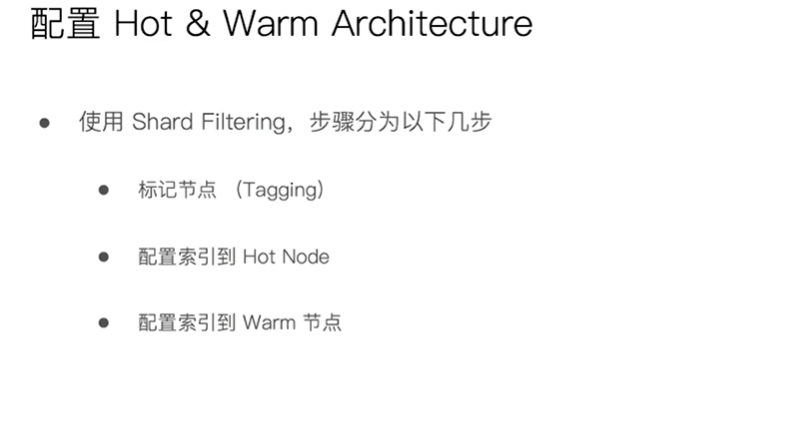 配置 Hot & Warm Architecture
使用 Shard Filtering，步骤分为以下几步
标记节点 （Tagging）
配置索引到 Hot Node
配置索引到 Warm 节点